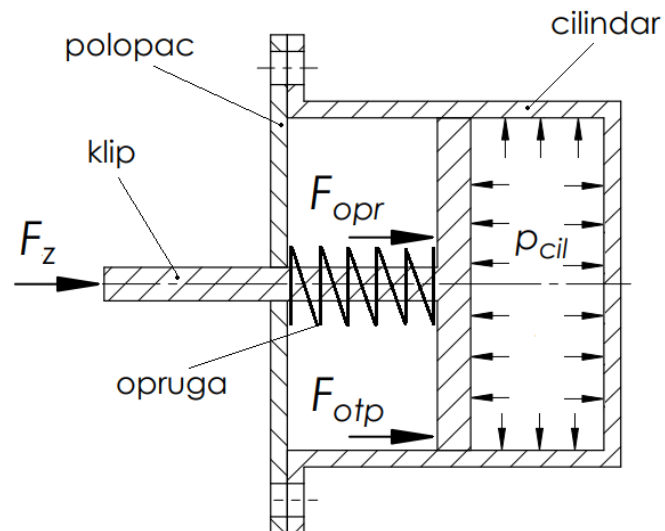 cilindar
polopac
klip
F_opr
F_z
p_cil
opruga
F_otp